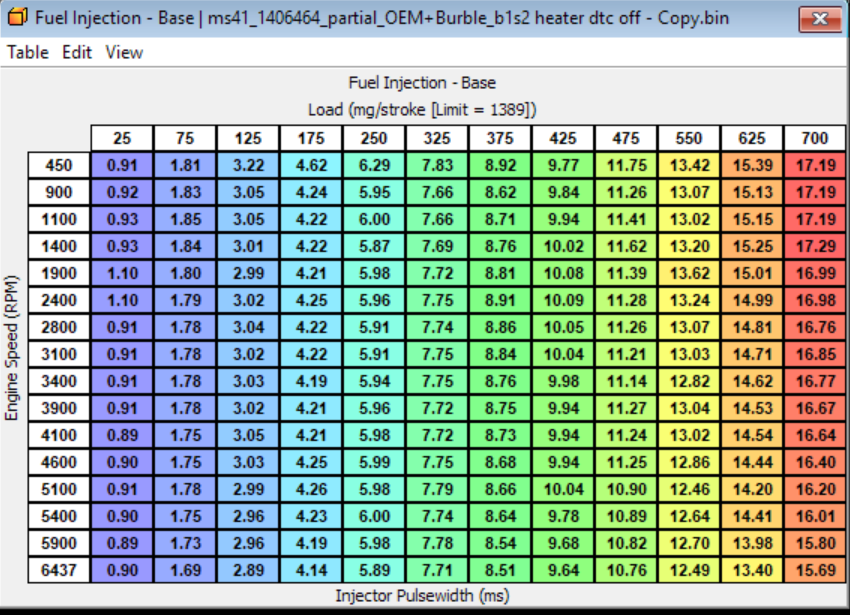 Fuel Injection - Base | ms41_1406464_partial_OEM+Burble_b1s2 heater dtc off - Copy.bin
Table Edit View
Fuel Injection - Base
Load (mg/stroke [Limit = 1389])
25 75 125 175 250 325 375 425 475 550 625 700
450 0.91 1.81 3.22 4.62 6.29 7.83 8.92 9.77 11.75 13.42 15.39 17.19
900 0.92 1.83 3.05 4.24 5.95 7.66 8.62 9.84 11.26 13.07 15.13 17.19
1100 0.93 1.85 3.05 4.22 6.00 7.66 8.71 9.94 11.41 13.02 15.15 17.19
1400 0.93 1.84 3.01 4.22 5.87 7.69 8.76 10.02 11.62 13.20 15.25 17.29
1900 1.10 1.80 2.99 4.21 5.98 7.72 8.81 10.08 11.39 13.62 15.01 16.99
2400 1.10 1.79 3.02 4.25 5.96 7.75 8.91 10.09 11.28 13.24 14.99 16.98
2800 0.91 1.78 3.04 4.22 5.91 7.74 8.86 10.05 11.26 13.07 14.81 16.76
3100 0.91 1.78 3.02 4.22 5.91 7.75 8.84 10.04 11.21 13.03 14.71 16.85
3400 0.91 1.78 3.03 4.19 5.94 7.75 8.76 9.98 11.14 12.82 14.62 16.77
3900 0.91 1.78 3.02 4.21 5.96 7.72 8.75 9.94 11.27 13.04 14.53 16.67
4100 0.89 1.75 3.05 4.21 5.98 7.72 8.73 9.94 11.24 13.02 14.54 16.64
4600 0.90 1.75 3.03 4.25 5.99 7.75 8.68 9.94 11.25 12.86 14.44 16.40
5100 0.91 1.78 2.99 4.26 5.98 7.79 8.66 10.04 10.90 12.46 14.20 16.20
5400 0.90 1.75 2.96 4.23 6.00 7.74 8.64 9.78 10.89 12.64 14.41 16.01
5900 0.89 1.73 2.96 4.19 5.98 7.78 8.54 9.68 10.82 12.70 13.98 15.80
6437 0.90 1.69 2.89 4.14 5.89 7.71 8.51 9.64 10.76 12.49 13.40 15.69
Engine Speed (RPM)
Injector Pulsewidth (ms)